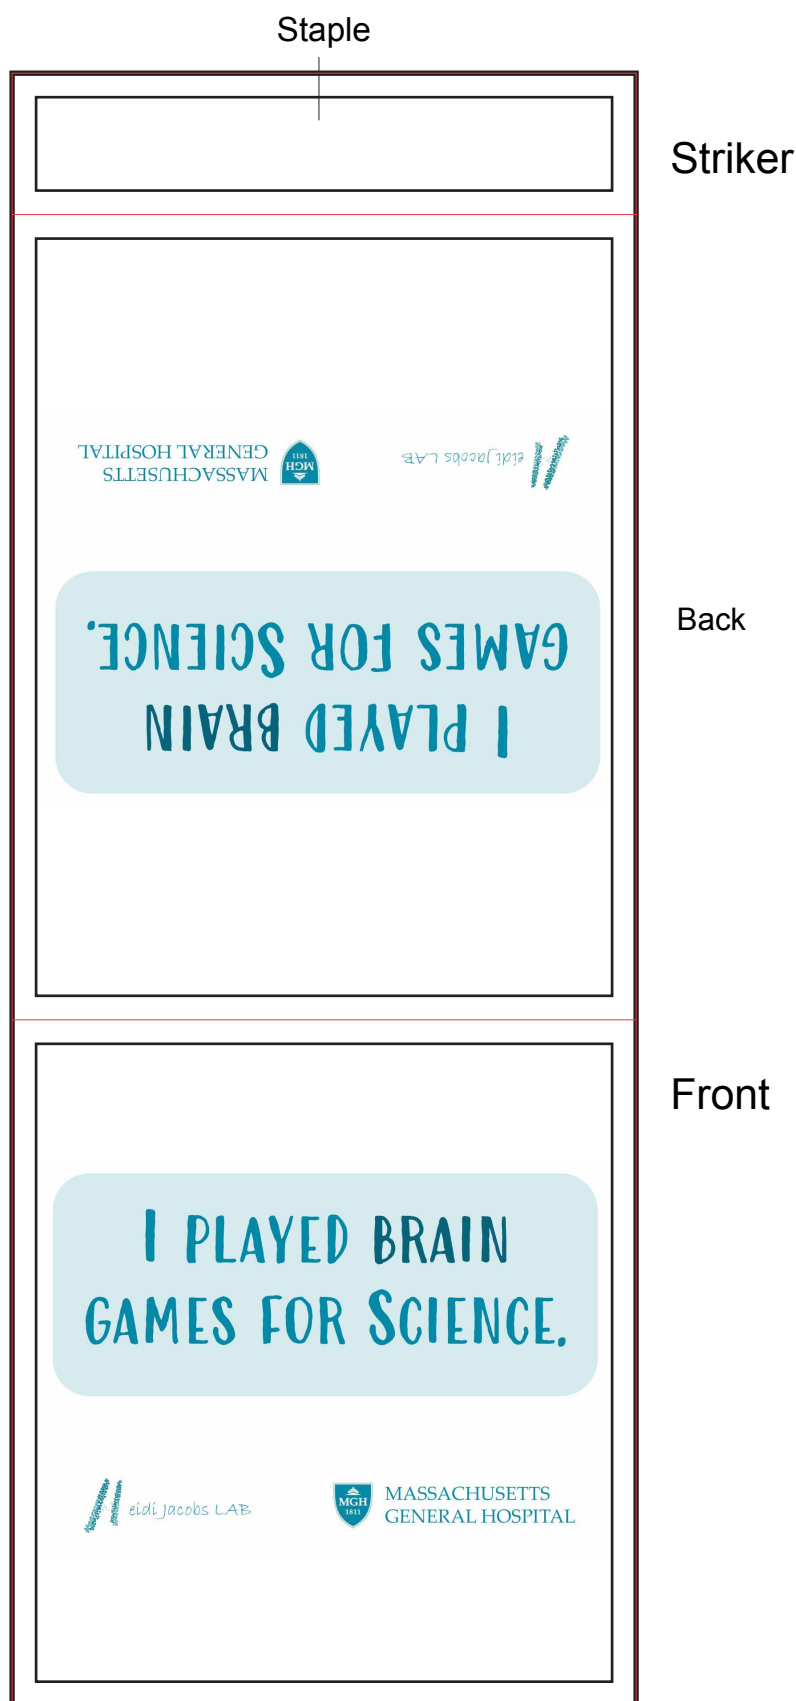 Staple
Striker
MASSACHUSETTS
GENERAL HOSPITAL
MGH
1811
eidi Jacobs LAB
Back
I PLAYED BRAIN
GAMES FOR SCIENCE.
Front
I PLAYED BRAIN
GAMES FOR SCIENCE.
Heidi Jacobs LAB
MGH
1811
MASSACHUSETTS
GENERAL HOSPITAL